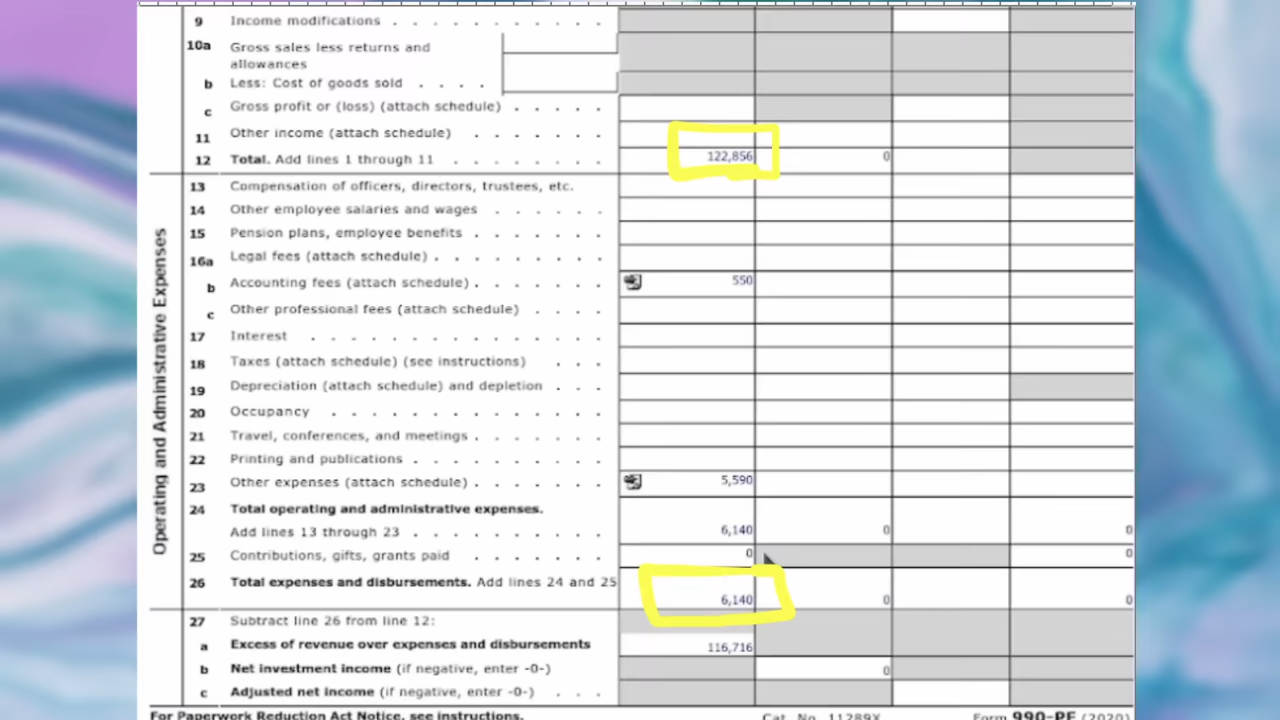 9 Income modifications . . . . . . . . .
10a Gross sales less returns and
allowances
b Less: Cost of goods sold . . . .
c Gross profit or (loss) (attach schedule) . . . . .
11 Other income (attach schedule) . . . . . .
12 Total. Add lines 1 through 11 . . . . . . . 122,856 0
Operating and Administrative Expenses
13 Compensation of officers, directors, trustees, etc.
14 Other employee salaries and wages . . . . .
15 Pension plans, employee benefits . . . . . .
16a Legal fees (attach schedule) . . . . . . . .
b Accounting fees (attach schedule) . . . . . . 550
c Other professional fees (attach schedule) . . . .
17 Interest . . . . . . . . . . . . .
18 Taxes (attach schedule) (see instructions) . . .
19 Depreciation (attach schedule) and depletion . . .
20 Occupancy . . . . . . . . . . . .
21 Travel, conferences, and meetings . . . . . .
22 Printing and publications . . . . . . . . .
23 Other expenses (attach schedule) . . . . . . 5,590
24 Total operating and administrative expenses.
Add lines 13 through 23 . . . . . . . . . 6,140 0 0
25 Contributions, gifts, grants paid . . . . . . 0 0
26 Total expenses and disbursements. Add lines 24 and 25
6,140 0 0
27 Subtract line 26 from line 12:
a Excess of revenue over expenses and disbursements 116,716
b Net investment income (if negative, enter -0-) 0
c Adjusted net income (if negative, enter -0-) . . .
For Paperwork Reduction Act Notice, see instructions. Cat. No. 11289X Form 990-PF (2020)